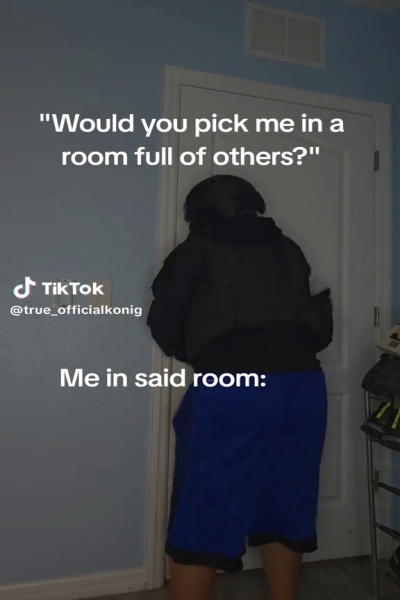 "Would you pick me in a
room full of others?"
TikTok
@true_officialkonig
Me in said room: